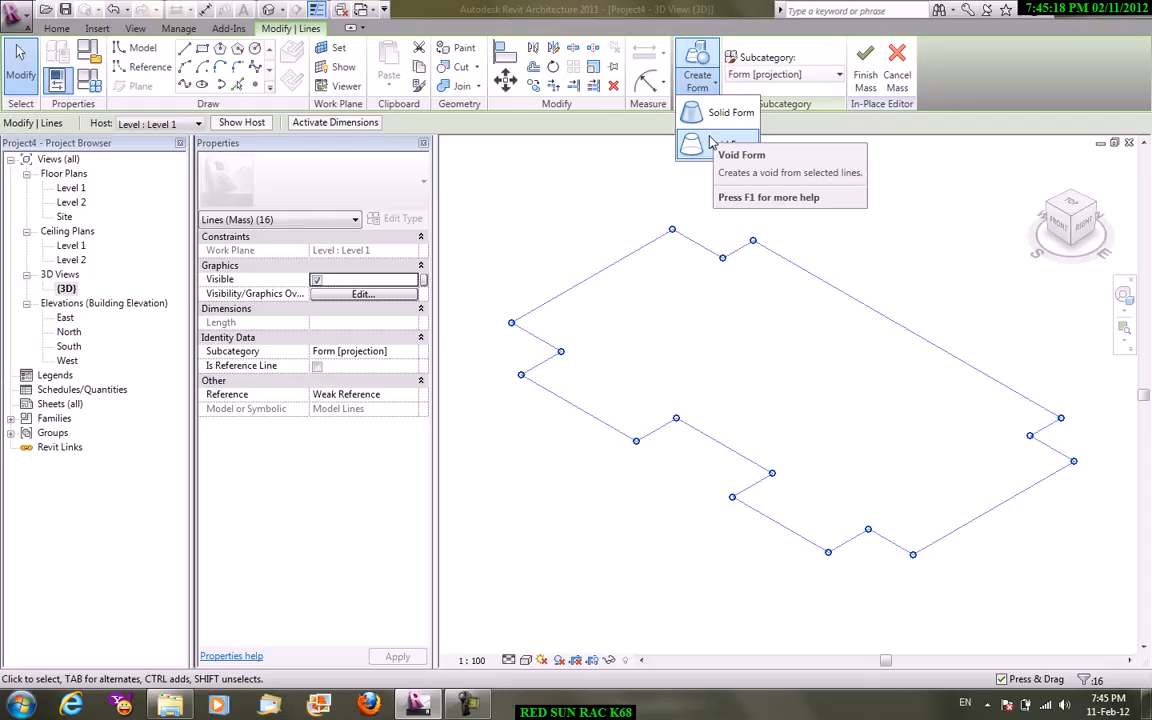 Autodesk Revit Architecture 2011 - [Project4 - 3D View: {3D}]
Type a keyword or phrase
7:45:18 PM 02/11/2012
Home Insert View Manage Add-Ins Modify | Lines
Modify
Model
Reference
Plane
Set
Show
Viewer
Paste
Paint
Cut
Join
Create Form
Subcategory:
Form [projection]
Finish Mass
Cancel Mass
Select Properties Draw Work Plane Clipboard Geometry Modify Measure Subcategory In-Place Editor
Solid Form
Void Form
Creates a void from selected lines.
Press F1 for more help
Modify | Lines Host: Level : Level 1 Show Host Activate Dimensions
Project4 - Project Browser
Views (all)
Floor Plans
Level 1
Level 2
Site
Ceiling Plans
Level 1
Level 2
3D Views
{3D}
Elevations (Building Elevation)
East
North
South
West
Legends
Schedules/Quantities
Sheets (all)
Families
Groups
Revit Links
Properties
Lines (Mass) (16) Edit Type
Constraints
Work Plane Level : Level 1
Graphics
Visible
Visibility/Graphics Ov... Edit...
Dimensions
Length
Identity Data
Subcategory Form [projection]
Is Reference Line
Other
Reference Weak Reference
Model or Symbolic Model Lines
Properties help Apply
TOP
FRONT
RIGHT
S
E
1 : 100
Click to select, TAB for alternates, CTRL adds, SHIFT unselects.
Press & Drag :16
EN 7:45 PM
11-Feb-12
RED SUN RAC K68